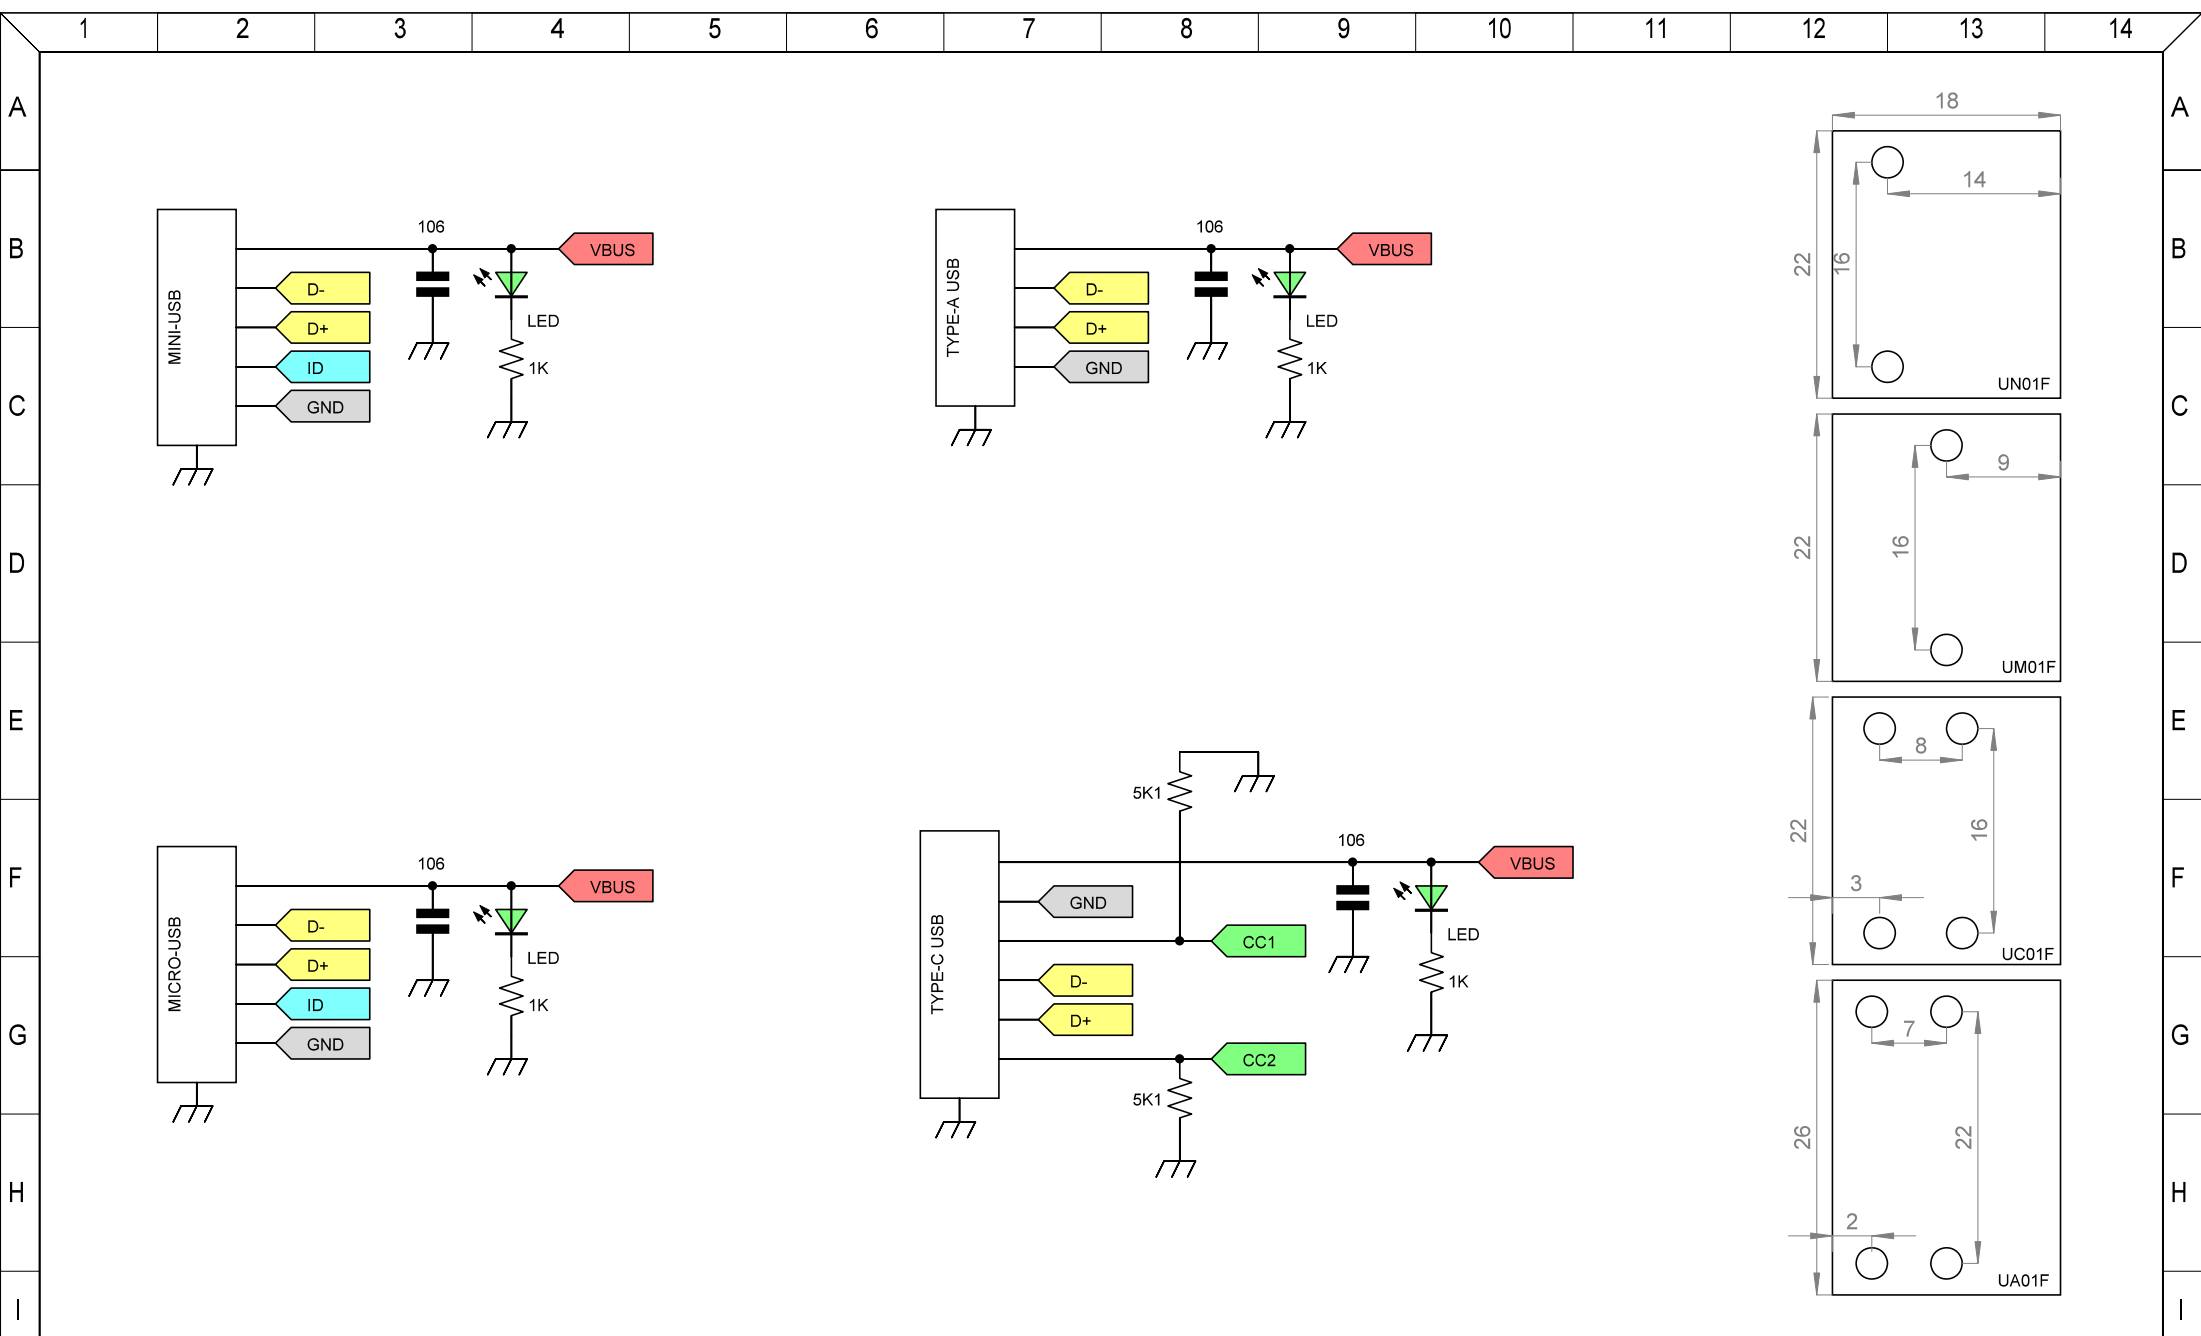 1 2 3 4 5 6 7 8 9 10 11 12 13 14
A A
18
14
22
16
UN01F
B B
MINI-USB
106
VBUS
D-
D+
ID
GND
LED
1K
TYPE-A USB
106
VBUS
D-
D+
GND
LED
1K
C C
9
22
16
UM01F
D D
E E
8
22
16
3
UC01F
F F
MICRO-USB
106
VBUS
D-
D+
ID
GND
LED
1K
5K1
TYPE-C USB
106
VBUS
GND
CC1
D-
D+
CC2
LED
1K
5K1
G G
7
26
22
2
UA01F
H H
I I